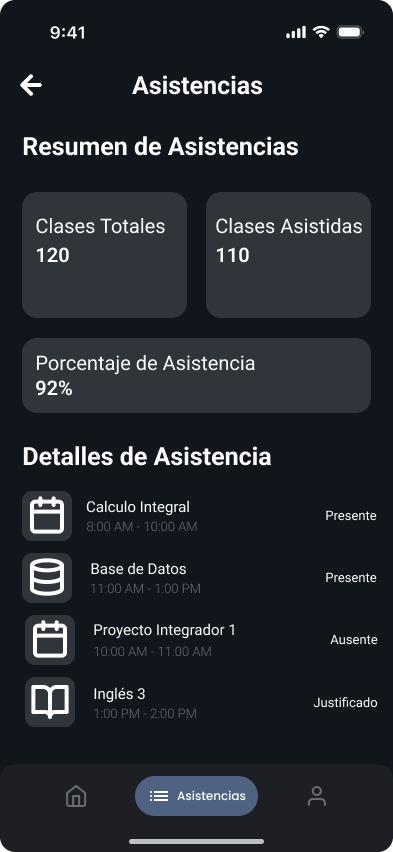 9:41
Asistencias
Resumen de Asistencias
Clases Totales
120
Clases Asistidas
110
Porcentaje de Asistencia
92%
Detalles de Asistencia
Calculo Integral
8:00 AM - 10:00 AM
Presente
Base de Datos
11:00 AM - 1:00 PM
Presente
Proyecto Integrador 1
10:00 AM - 11:00 AM
Ausente
Inglés 3
1:00 PM - 2:00 PM
Justificado
Asistencias